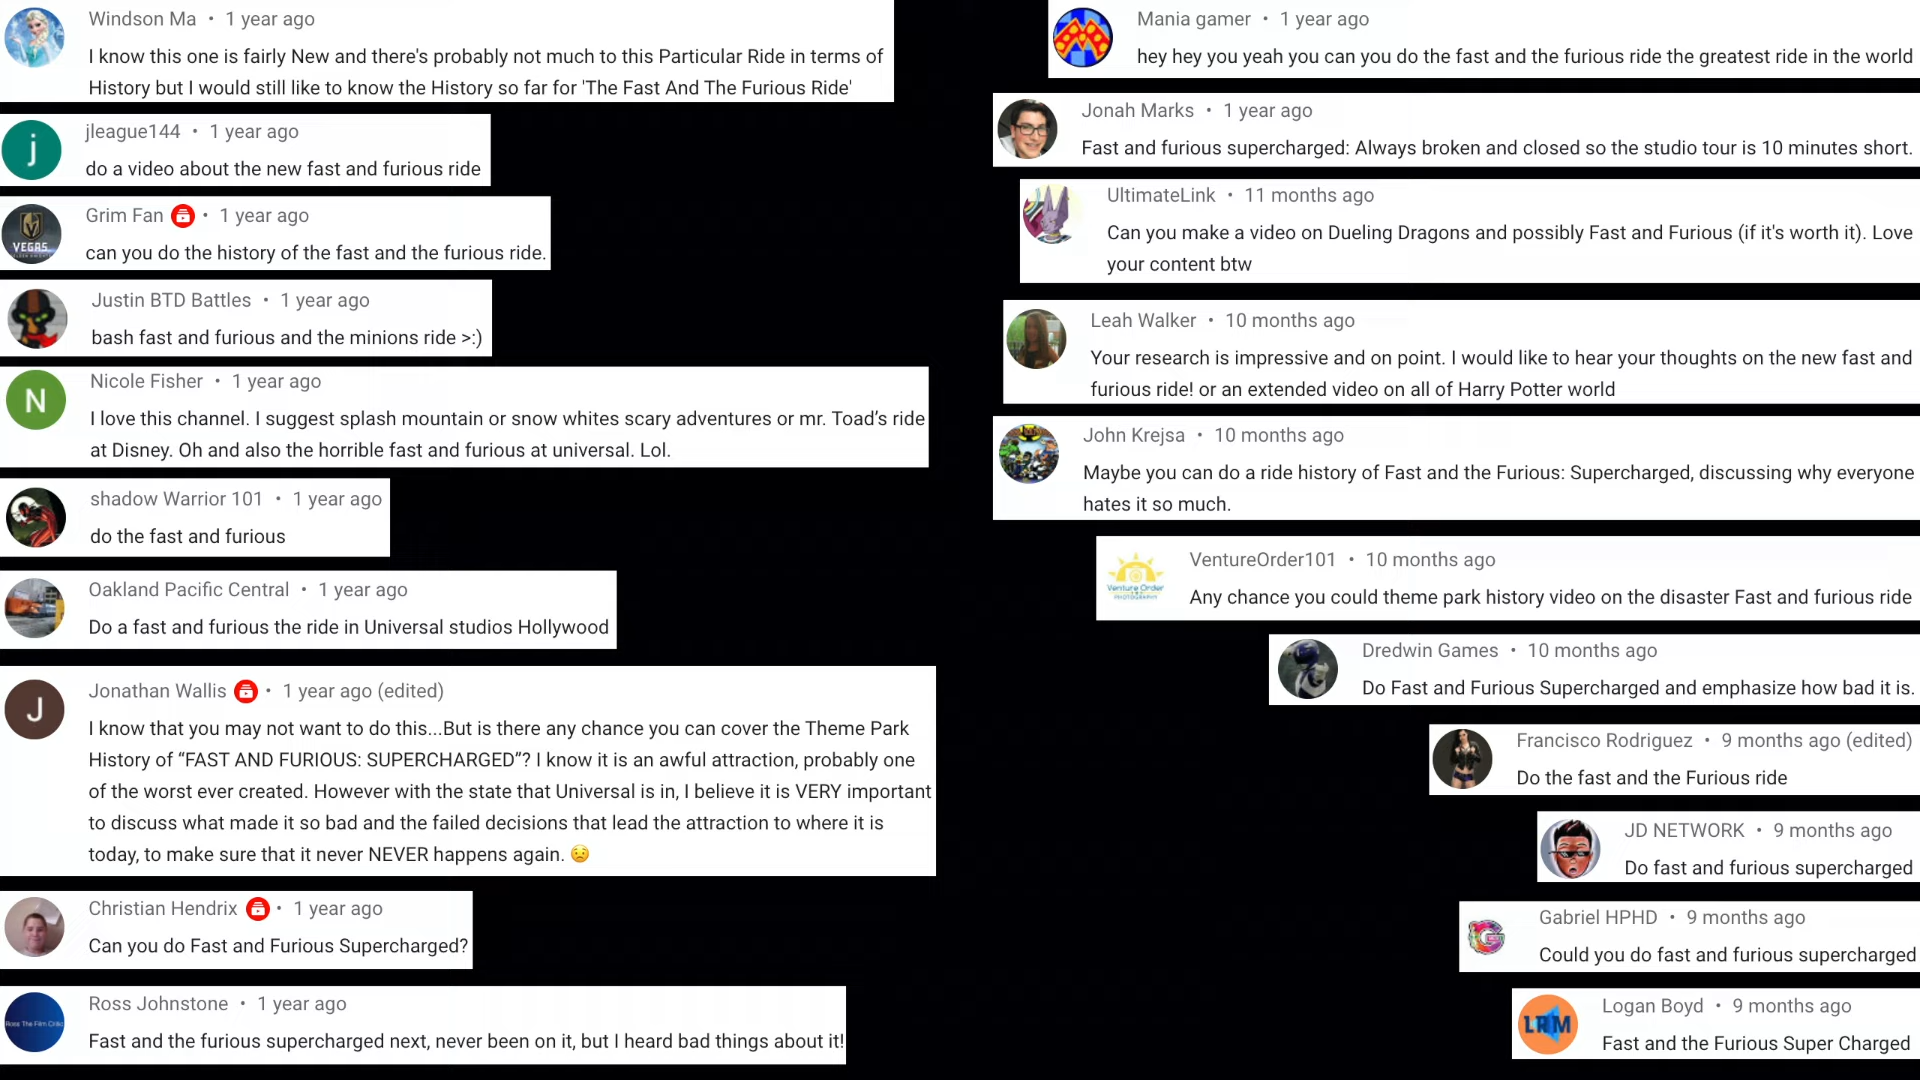 Windson Ma • 1 year ago
I know this one is fairly New and there's probably not much to this Particular Ride in terms of
History but I would still like to know the History so far for 'The Fast And The Furious Ride'
j
jleague144 • 1 year ago
do a video about the new fast and furious ride
VEGAS
Grim Fan • 1 year ago
can you do the history of the fast and the furious ride.
Justin BTD Battles • 1 year ago
bash fast and furious and the minions ride >:)
N
Nicole Fisher • 1 year ago
I love this channel. I suggest splash mountain or snow whites scary adventures or mr. Toad’s ride
at Disney. Oh and also the horrible fast and furious at universal. Lol.
shadow Warrior 101 • 1 year ago
do the fast and furious
Oakland Pacific Central • 1 year ago
Do a fast and furious the ride in Universal studios Hollywood
J
Jonathan Wallis • 1 year ago (edited)
I know that you may not want to do this...But is there any chance you can cover the Theme Park
History of “FAST AND FURIOUS: SUPERCHARGED”? I know it is an awful attraction, probably one
of the worst ever created. However with the state that Universal is in, I believe it is VERY important
to discuss what made it so bad and the failed decisions that lead the attraction to where it is
today, to make sure that it never NEVER happens again. 😟
Christian Hendrix • 1 year ago
Can you do Fast and Furious Supercharged?
Ross The Film Critic
Ross Johnstone • 1 year ago
Fast and the furious supercharged next, never been on it, but I heard bad things about it!
Mania gamer • 1 year ago
hey hey you yeah you can you do the fast and the furious ride the greatest ride in the world
Jonah Marks • 1 year ago
Fast and furious supercharged: Always broken and closed so the studio tour is 10 minutes short.
UltimateLink • 11 months ago
Can you make a video on Dueling Dragons and possibly Fast and Furious (if it's worth it). Love
your content btw
Leah Walker • 10 months ago
Your research is impressive and on point. I would like to hear your thoughts on the new fast and
furious ride! or an extended video on all of Harry Potter world
John Krejsa • 10 months ago
Maybe you can do a ride history of Fast and the Furious: Supercharged, discussing why everyone
hates it so much.
Venture Order
PHOTOGRAPHY
VentureOrder101 • 10 months ago
Any chance you could theme park history video on the disaster Fast and furious ride
Dredwin Games • 10 months ago
Do Fast and Furious Supercharged and emphasize how bad it is.
Francisco Rodriguez • 9 months ago (edited)
Do the fast and the Furious ride
JD NETWORK • 9 months ago
Do fast and furious supercharged
G
Gabriel HPHD • 9 months ago
Could you do fast and furious supercharged
LRM
Logan Boyd • 9 months ago
Fast and the Furious Super Charged